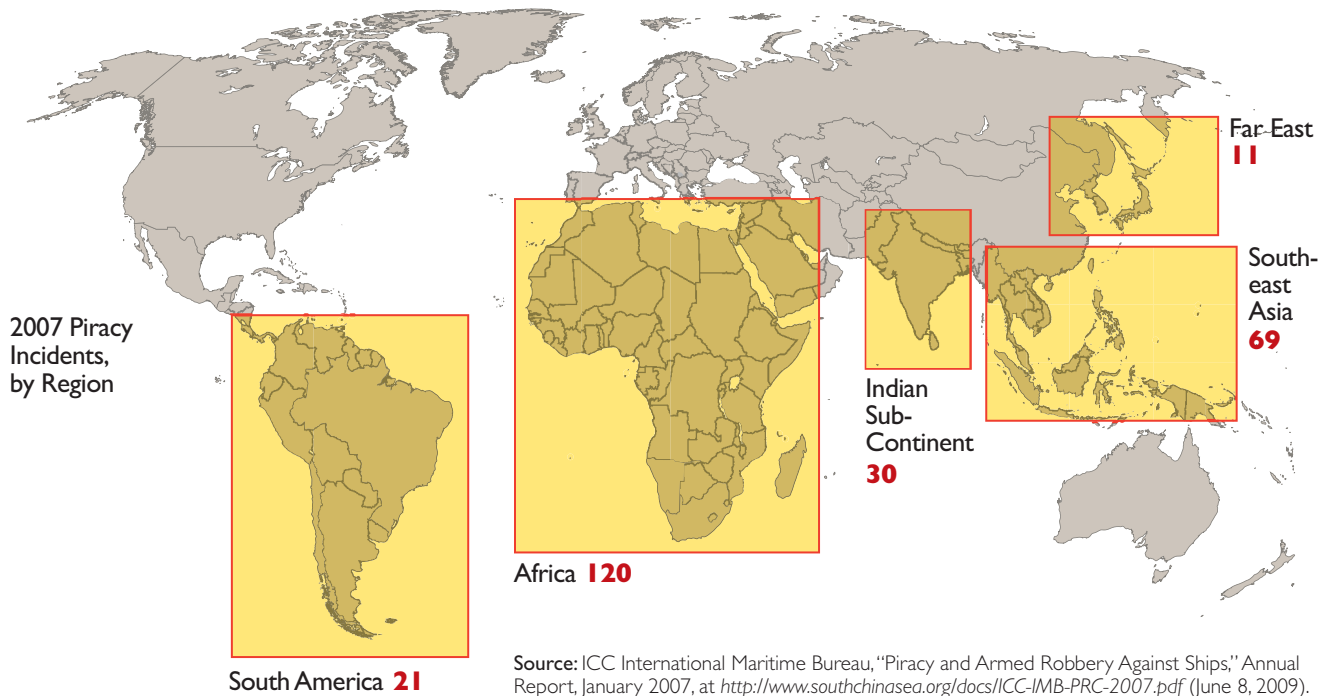 2007 Piracy
Incidents,
by Region
Far East
11
South-
east
Asia
69
Indian
Sub-
Continent
30
Africa 120
South America 21
Source: ICC International Maritime Bureau, “Piracy and Armed Robbery Against Ships,” Annual
Report, January 2007, at http://www.southchinasea.org/docs/ICC-IMB-PRC-2007.pdf (June 8, 2009).